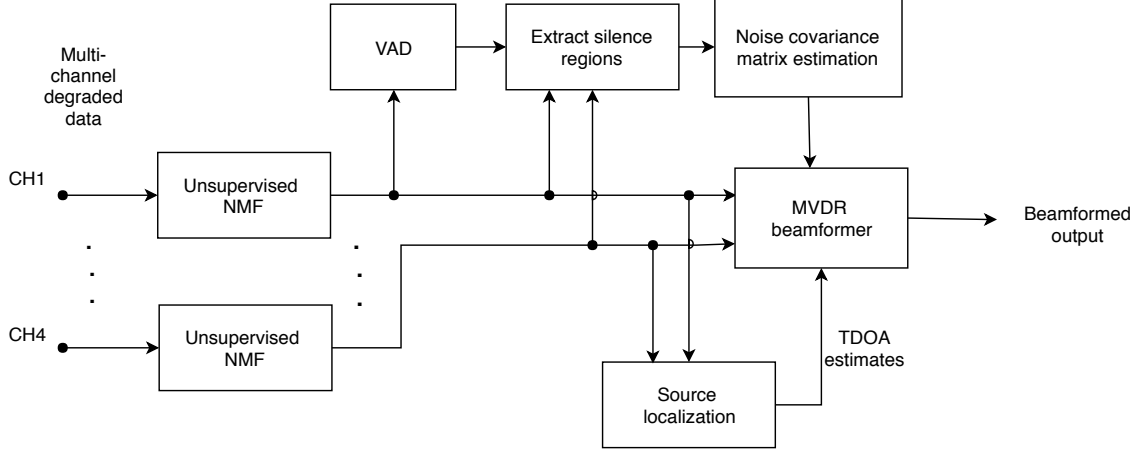 Multi-
channel
degraded
data
VAD
Extract silence
regions
Noise covariance
matrix estimation
CH1
Unsupervised
NMF
MVDR
beamformer
Beamformed
output
CH4
Unsupervised
NMF
TDOA
estimates
Source
localization